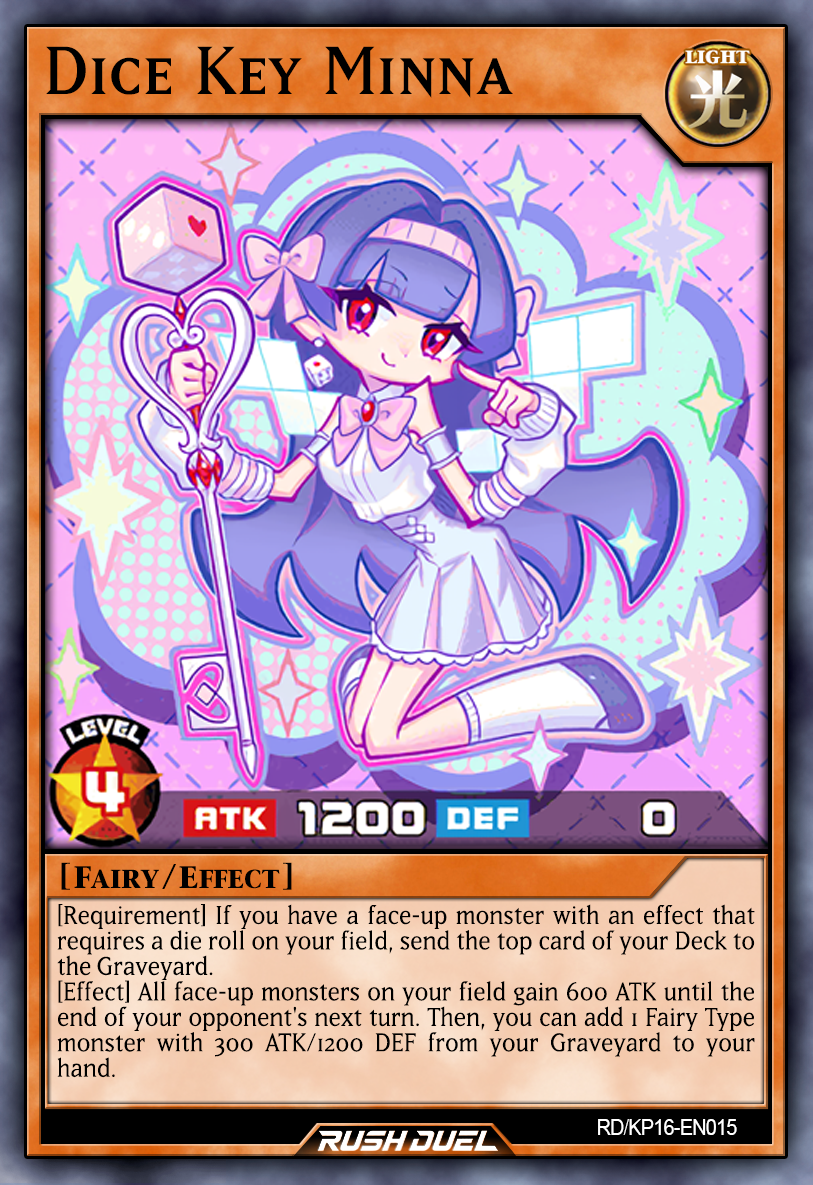 Dice Key Minna
LIGHT
光
LEVEL
4
ATK 1200 DEF 0
[Fairy/Effect]
[Requirement] If you have a face-up monster with an effect that
requires a die roll on your field, send the top card of your Deck to
the Graveyard.
[Effect] All face-up monsters on your field gain 600 ATK until the
end of your opponent's next turn. Then, you can add 1 Fairy Type
monster with 300 ATK/1200 DEF from your Graveyard to your
hand.
RD/KP16-EN015
RUSH DUEL